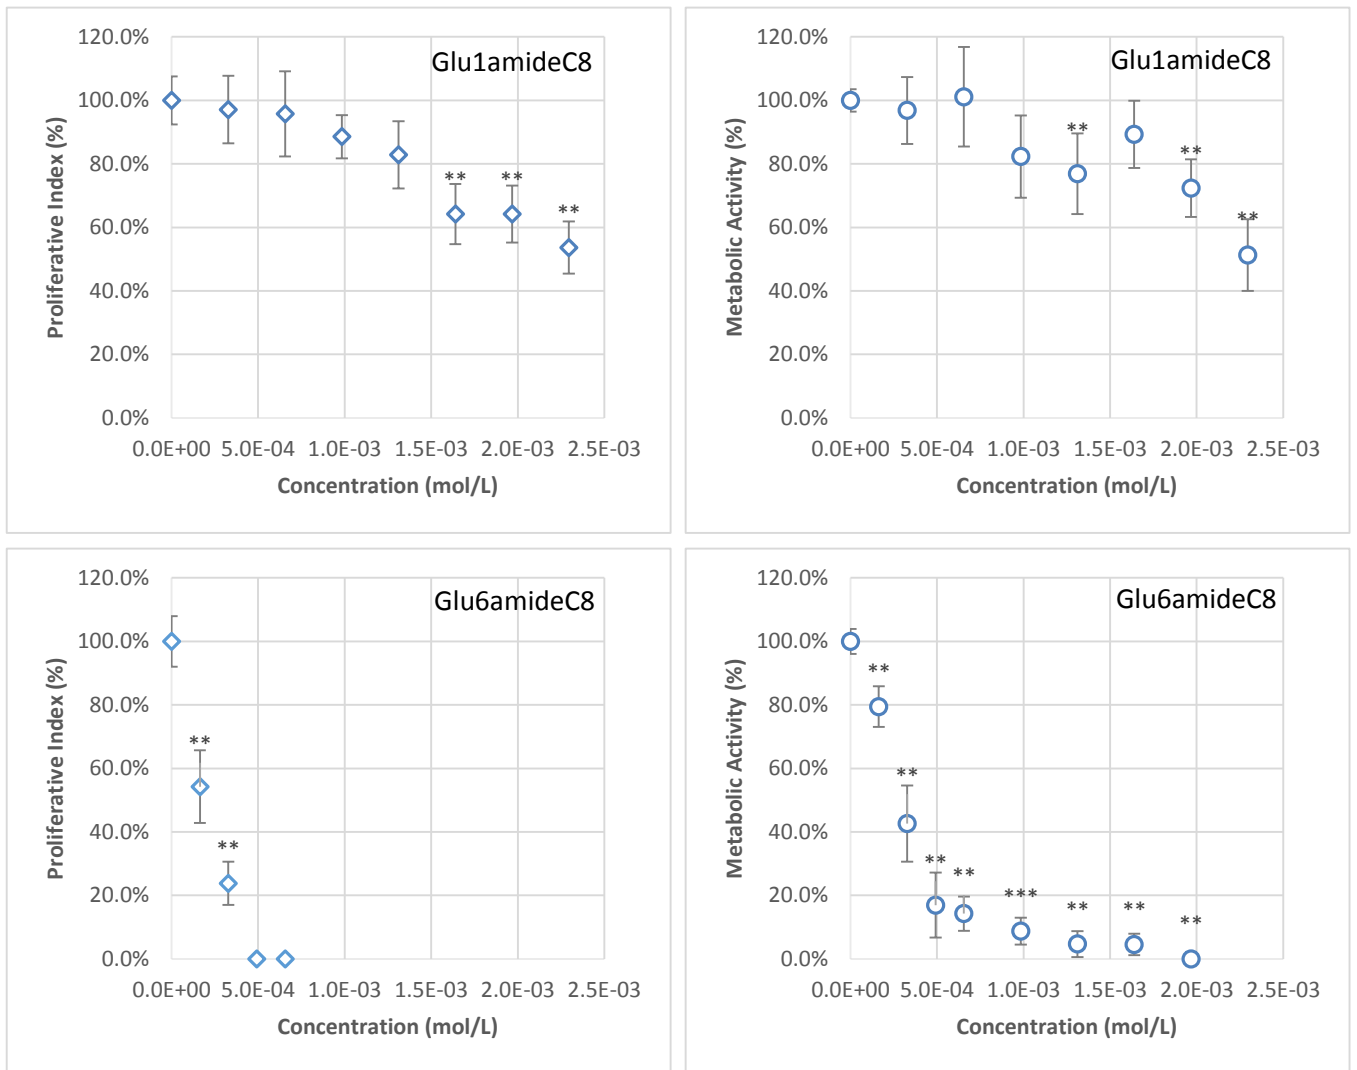 120.0%
Glu1amideC8
100.0%
80.0%
**
**
**
60.0%
40.0%
20.0%
0.0%
0.0E+00 5.0E-04 1.0E-03 1.5E-03 2.0E-03 2.5E-03
Proliferative Index (%)
Concentration (mol/L)
120.0%
Glu1amideC8
100.0%
**
80.0%
**
**
60.0%
40.0%
20.0%
0.0%
0.0E+00 5.0E-04 1.0E-03 1.5E-03 2.0E-03 2.5E-03
Metabolic Activity (%)
Concentration (mol/L)
120.0%
Glu6amideC8
100.0%
80.0%
**
60.0%
40.0%
**
20.0%
0.0%
0.0E+00 5.0E-04 1.0E-03 1.5E-03 2.0E-03 2.5E-03
Proliferative Index (%)
Concentration (mol/L)
120.0%
Glu6amideC8
100.0%
**
80.0%
60.0%
**
40.0%
**
**
20.0%
***
**
**
**
0.0%
0.0E+00 5.0E-04 1.0E-03 1.5E-03 2.0E-03 2.5E-03
Metabolic Activity (%)
Concentration (mol/L)